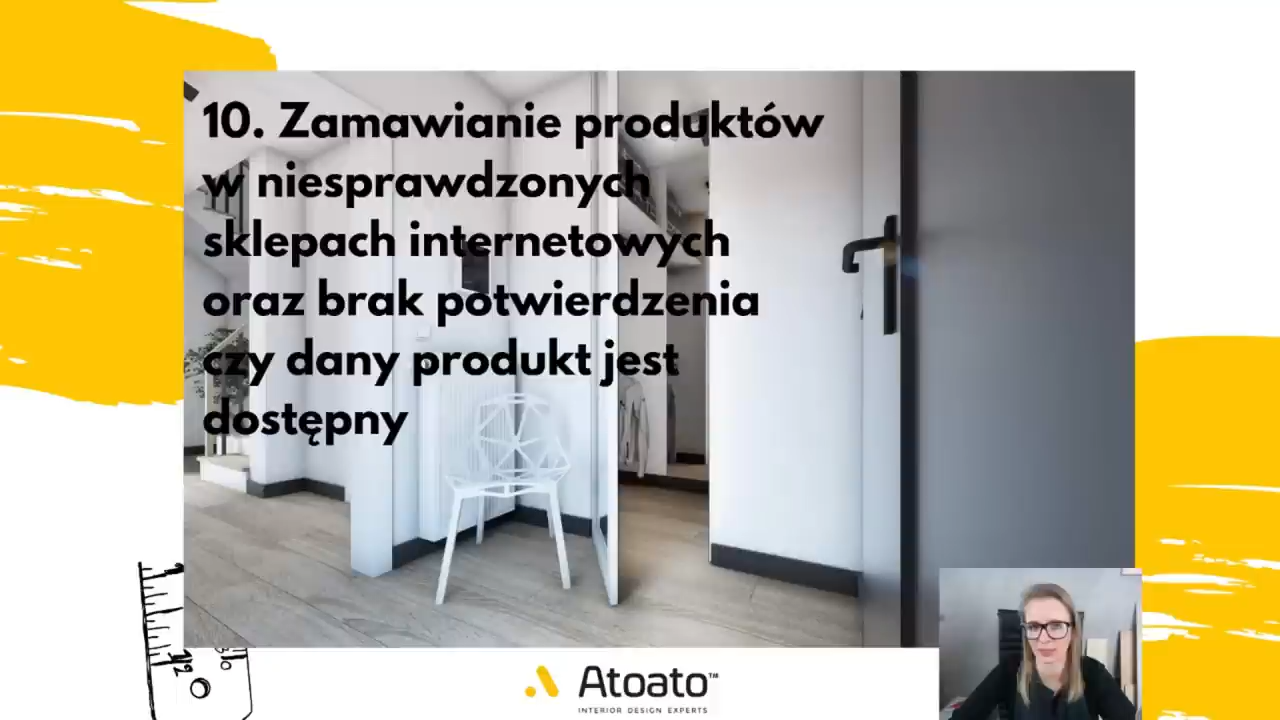 10. Zamawianie produktów
w niesprawdzonych
sklepach internetowych
oraz brak potwierdzenia
czy dany produkt jest
dostępny
Atoato™
INTERIOR DESIGN EXPERTS